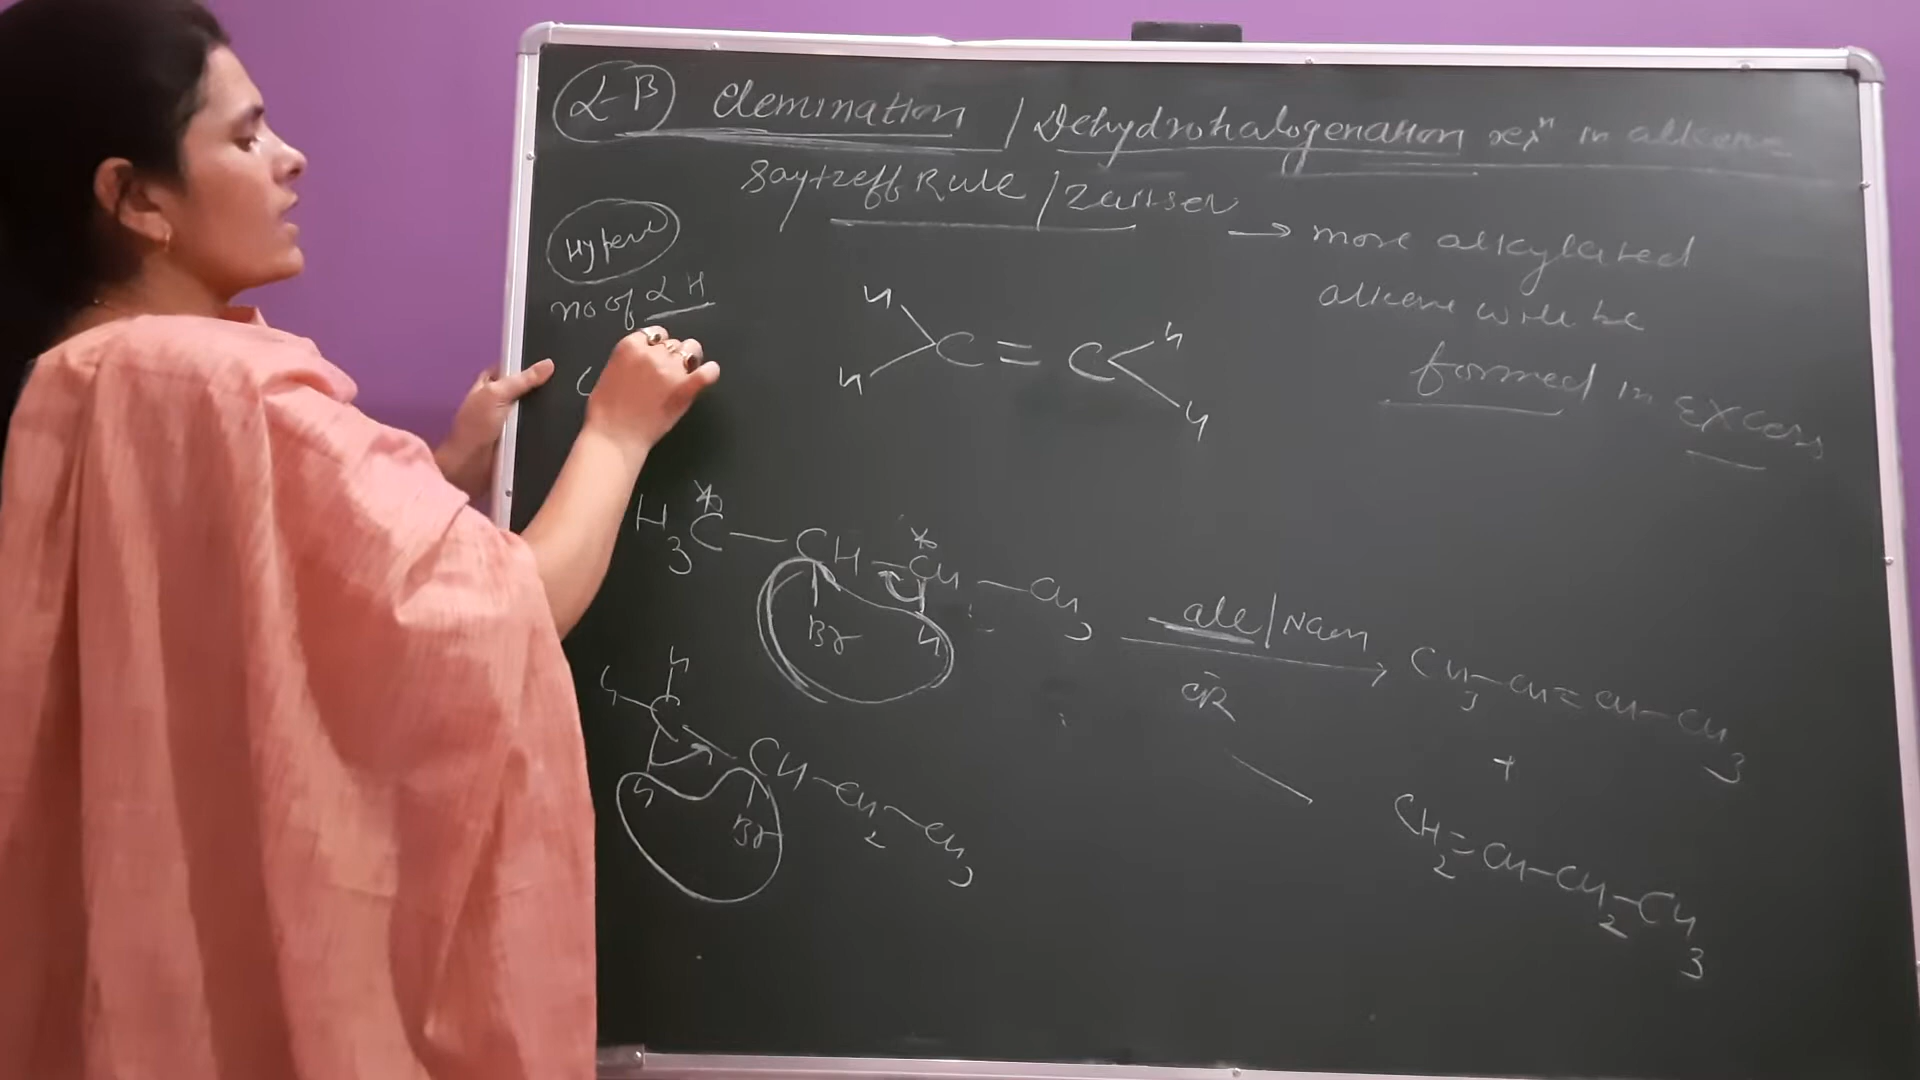 α-β Elemination / Dehydrohalogenation rexⁿ in alkene
Saytzeff Rule / Zaitsev
→ more alkylated
alkene will be
formed in Excess
Hyper
no of α H
H H
C = C
H H
H₃C* — CH — *CH — CH₃
Br H
alc / NaOH
OR
CH₃ — CH = CH — CH₃
+
CH₂ = CH — CH₂ — CH₃
H H
C — CH — CH₂ — CH₃
H Br